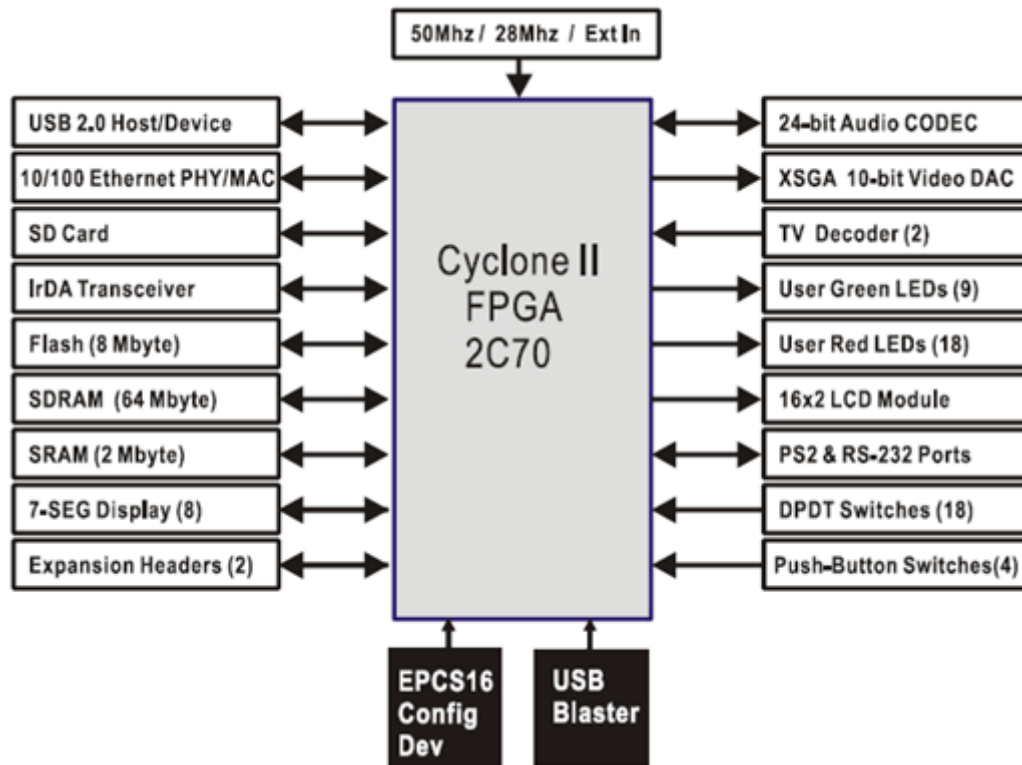 50Mhz / 28Mhz / Ext In
USB 2.0 Host/Device
10/100 Ethernet PHY/MAC
SD Card
IrDA Transceiver
Flash (8 Mbyte)
SDRAM (64 Mbyte)
SRAM (2 Mbyte)
7-SEG Display (8)
Expansion Headers (2)
Cyclone II
FPGA
2C70
24-bit Audio CODEC
XSGA 10-bit Video DAC
TV Decoder (2)
User Green LEDs (9)
User Red LEDs (18)
16x2 LCD Module
PS2 & RS-232 Ports
DPDT Switches (18)
Push-Button Switches(4)
EPCS16
Config
Dev
USB
Blaster